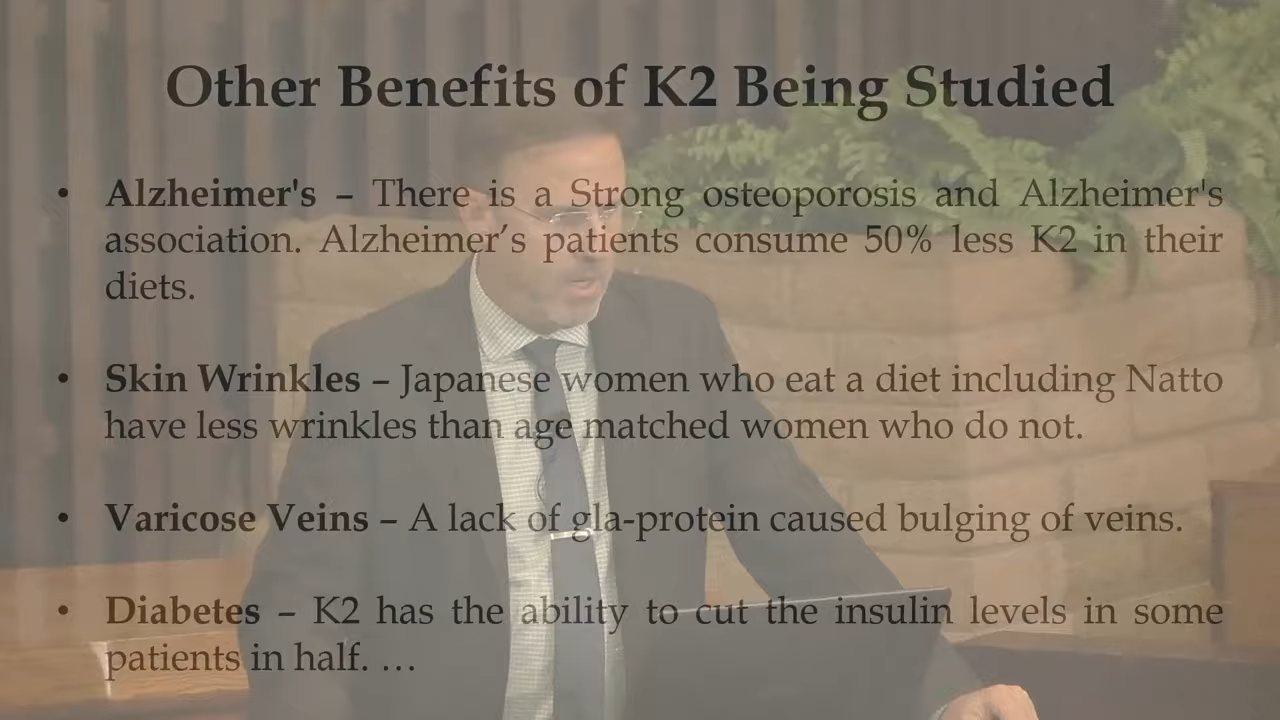 Other Benefits of K2 Being Studied
• Alzheimer's – There is a Strong osteoporosis and Alzheimer's
association. Alzheimer’s patients consume 50% less K2 in their
diets.
• Skin Wrinkles – Japanese women who eat a diet including Natto
have less wrinkles than age matched women who do not.
• Varicose Veins – A lack of gla-protein caused bulging of veins.
• Diabetes – K2 has the ability to cut the insulin levels in some
patients in half. …